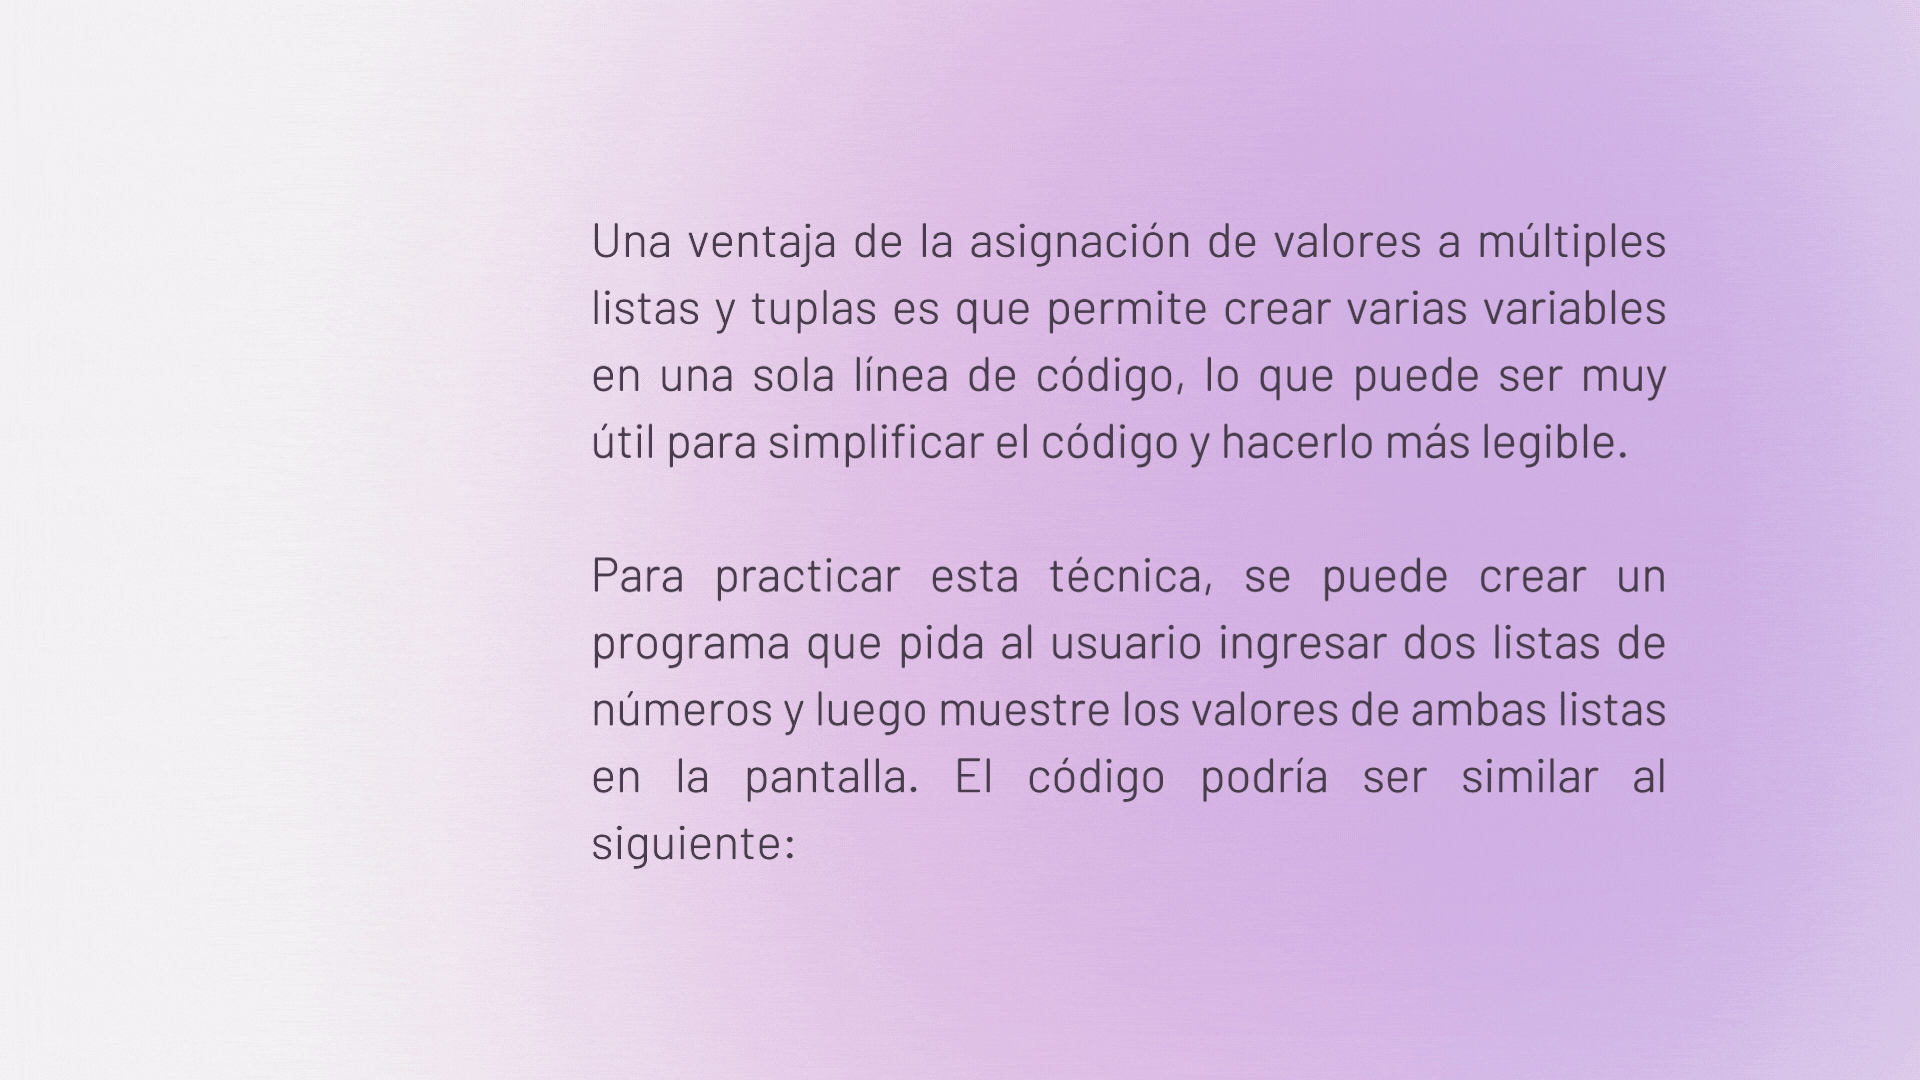 Una ventaja de la asignación de valores a múltiples
listas y tuplas es que permite crear varias variables
en una sola línea de código, lo que puede ser muy
útil para simplificar el código y hacerlo más legible.
Para practicar esta técnica, se puede crear un
programa que pida al usuario ingresar dos listas de
números y luego muestre los valores de ambas listas
en la pantalla. El código podría ser similar al
siguiente: